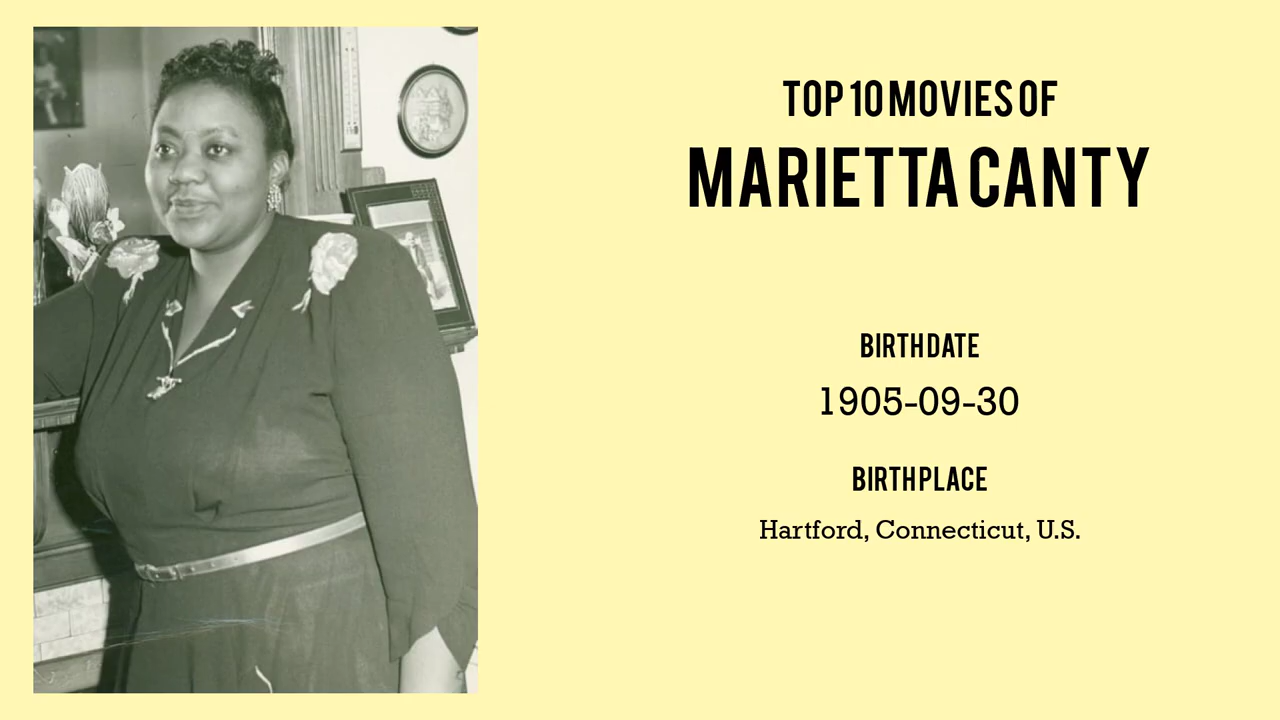 TOP 10 MOVIES OF
MARIETTA CANTY
BIRTHDATE
1905-09-30
BIRTHPLACE
Hartford, Connecticut, U.S.